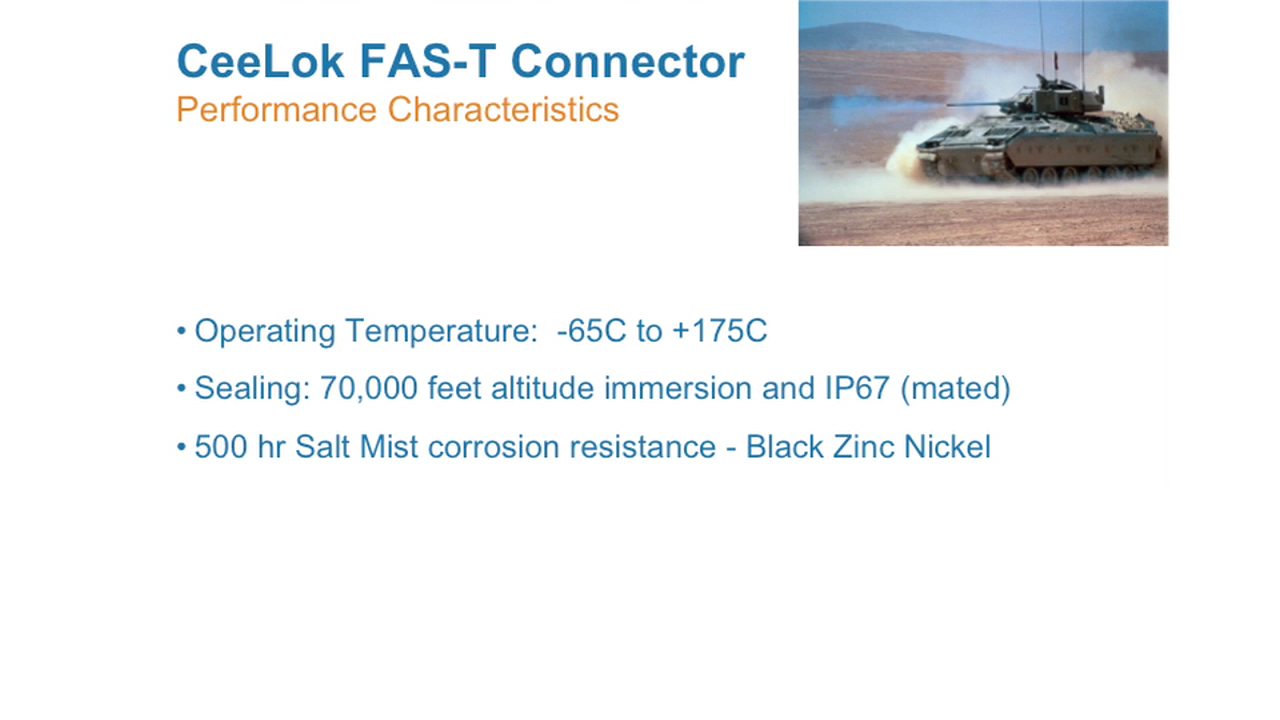 CeeLok FAS-T Connector
Performance Characteristics
• Operating Temperature:  -65C to +175C
• Sealing: 70,000 feet altitude immersion and IP67 (mated)
• 500 hr Salt Mist corrosion resistance - Black Zinc Nickel